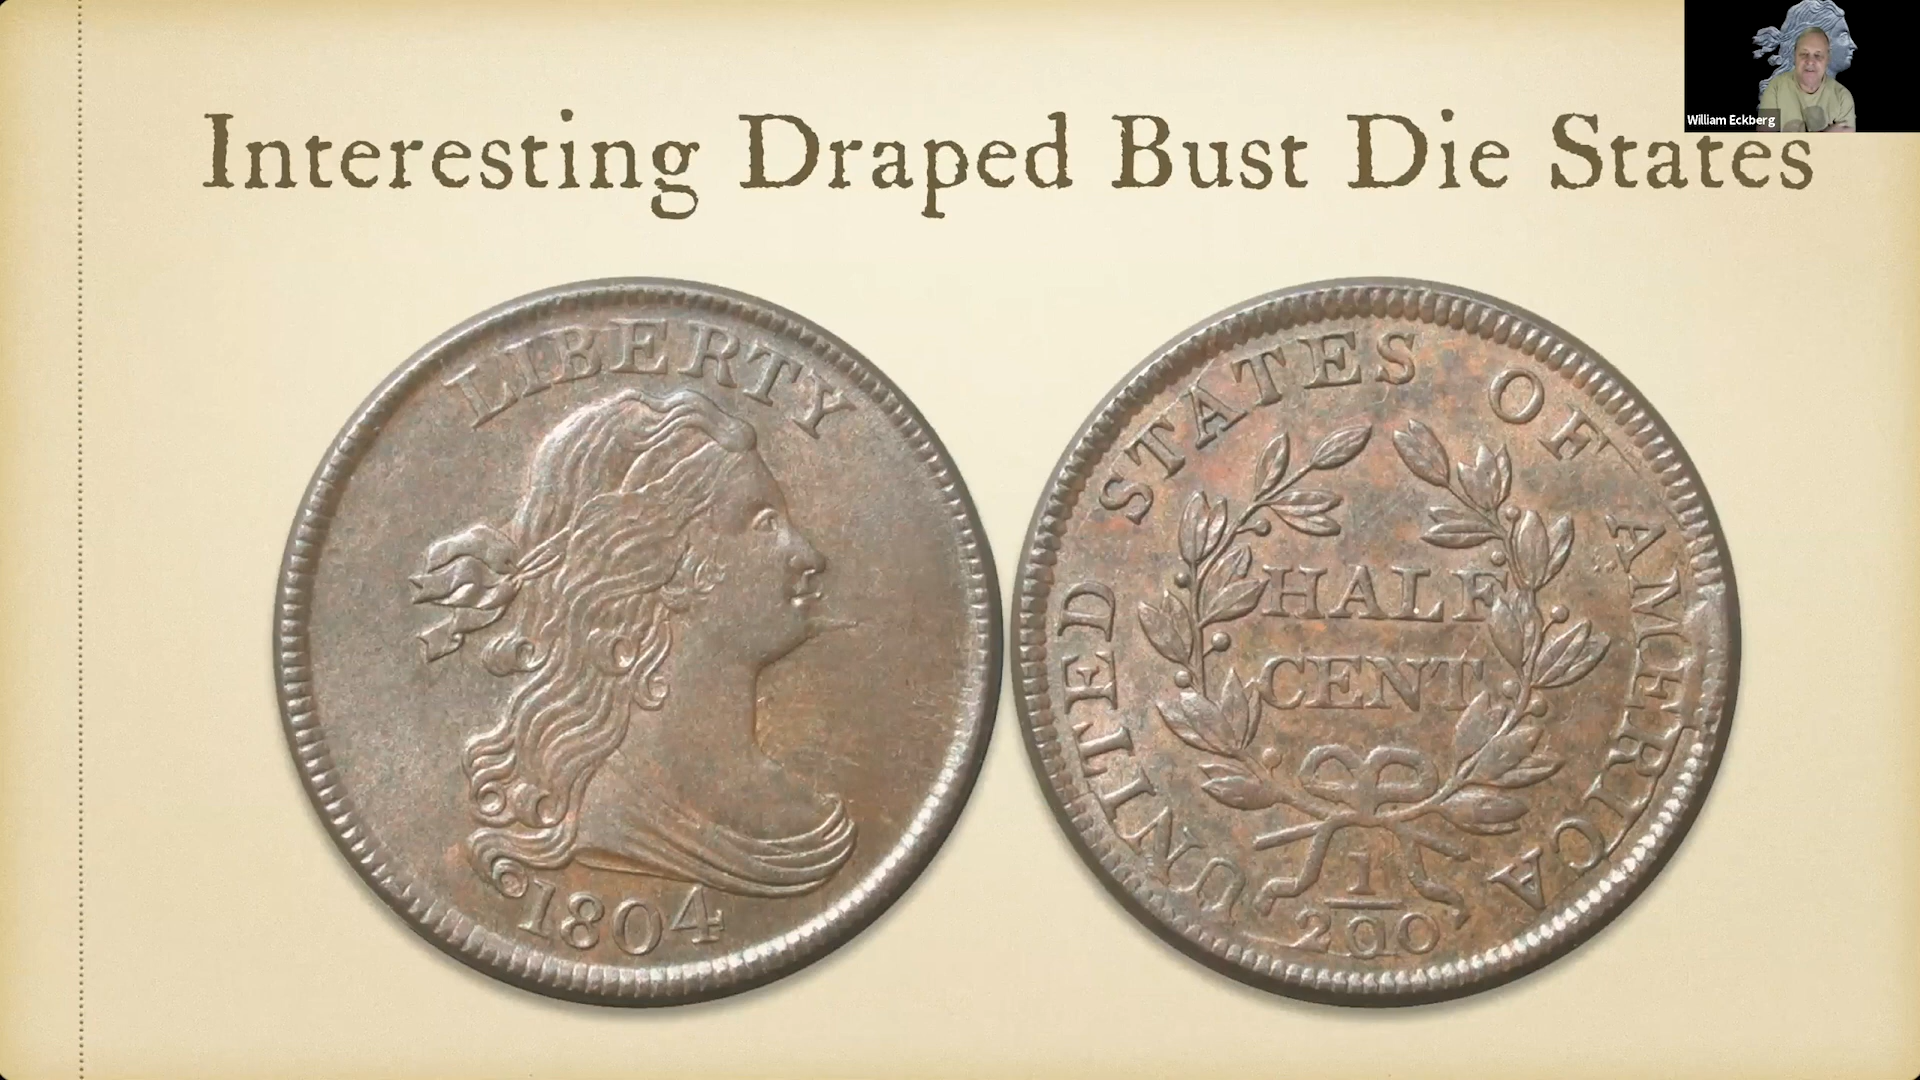 Interesting Draped Bust Die States
William Eckberg
LIBERTY
1804
UNITED STATES OF AMERICA
HALF
CENT
1
200